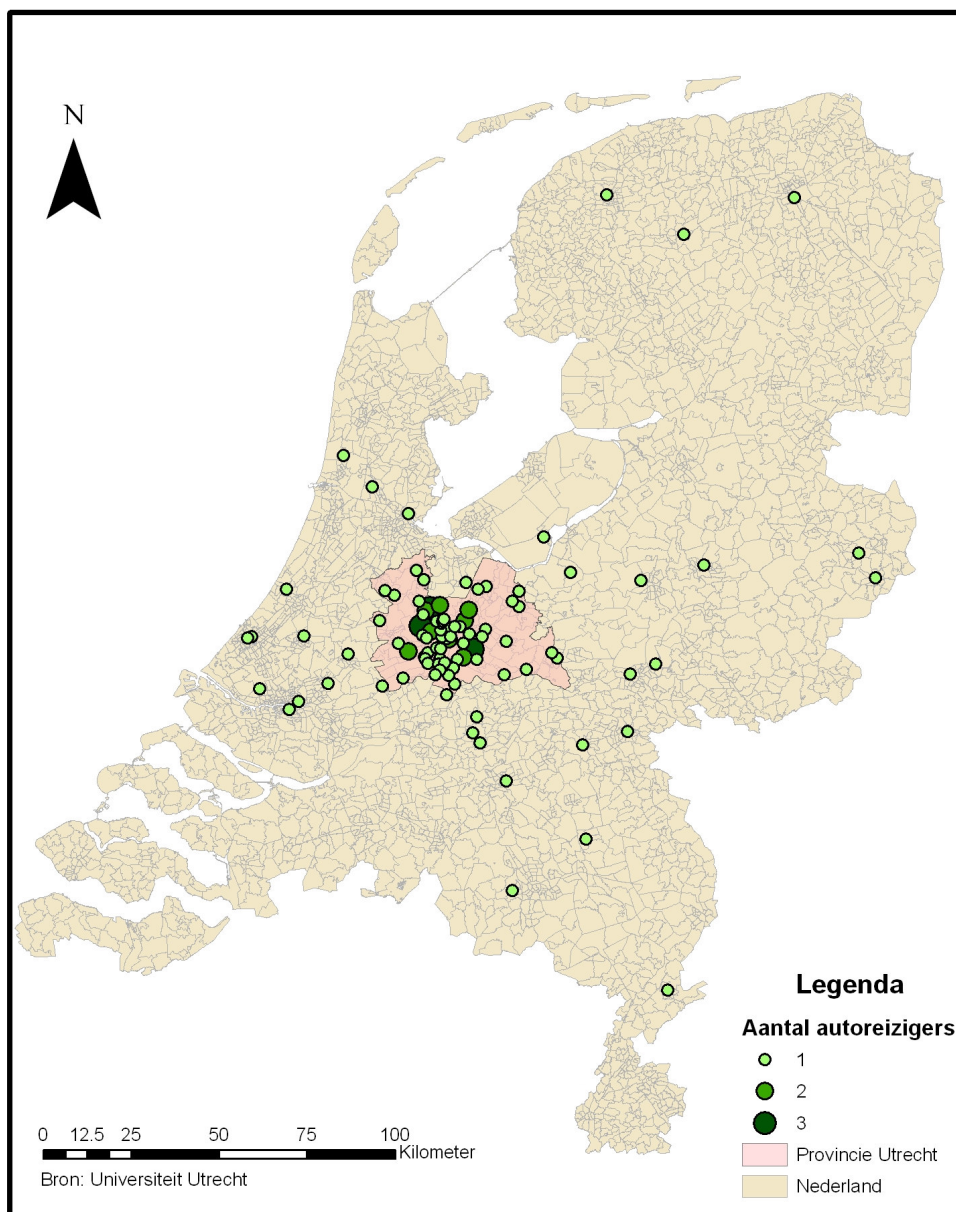 N
Legenda
Aantal autoreizigers
1
2
3
Provincie Utrecht
Nederland
0 12.5 25 50 75 100
Kilometer
Bron: Universiteit Utrecht